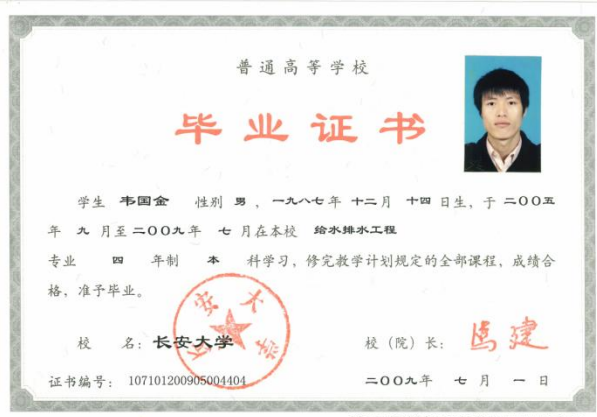 普通高等学校
毕业证书
学生 韦国金 性别 男 ，一九八七年 十二月 十四 日生，于 二〇〇五
年 九 月至 二〇〇九年 七 月在本校 给水排水工程
专业 四 年制 本 科学习，修完教学计划规定的全部课程，成绩合
格，准予毕业。
校 名：长安大学 校（院）长：
证书编号： 107101200905004404 二〇〇九年 七 月 一 日
长安大学